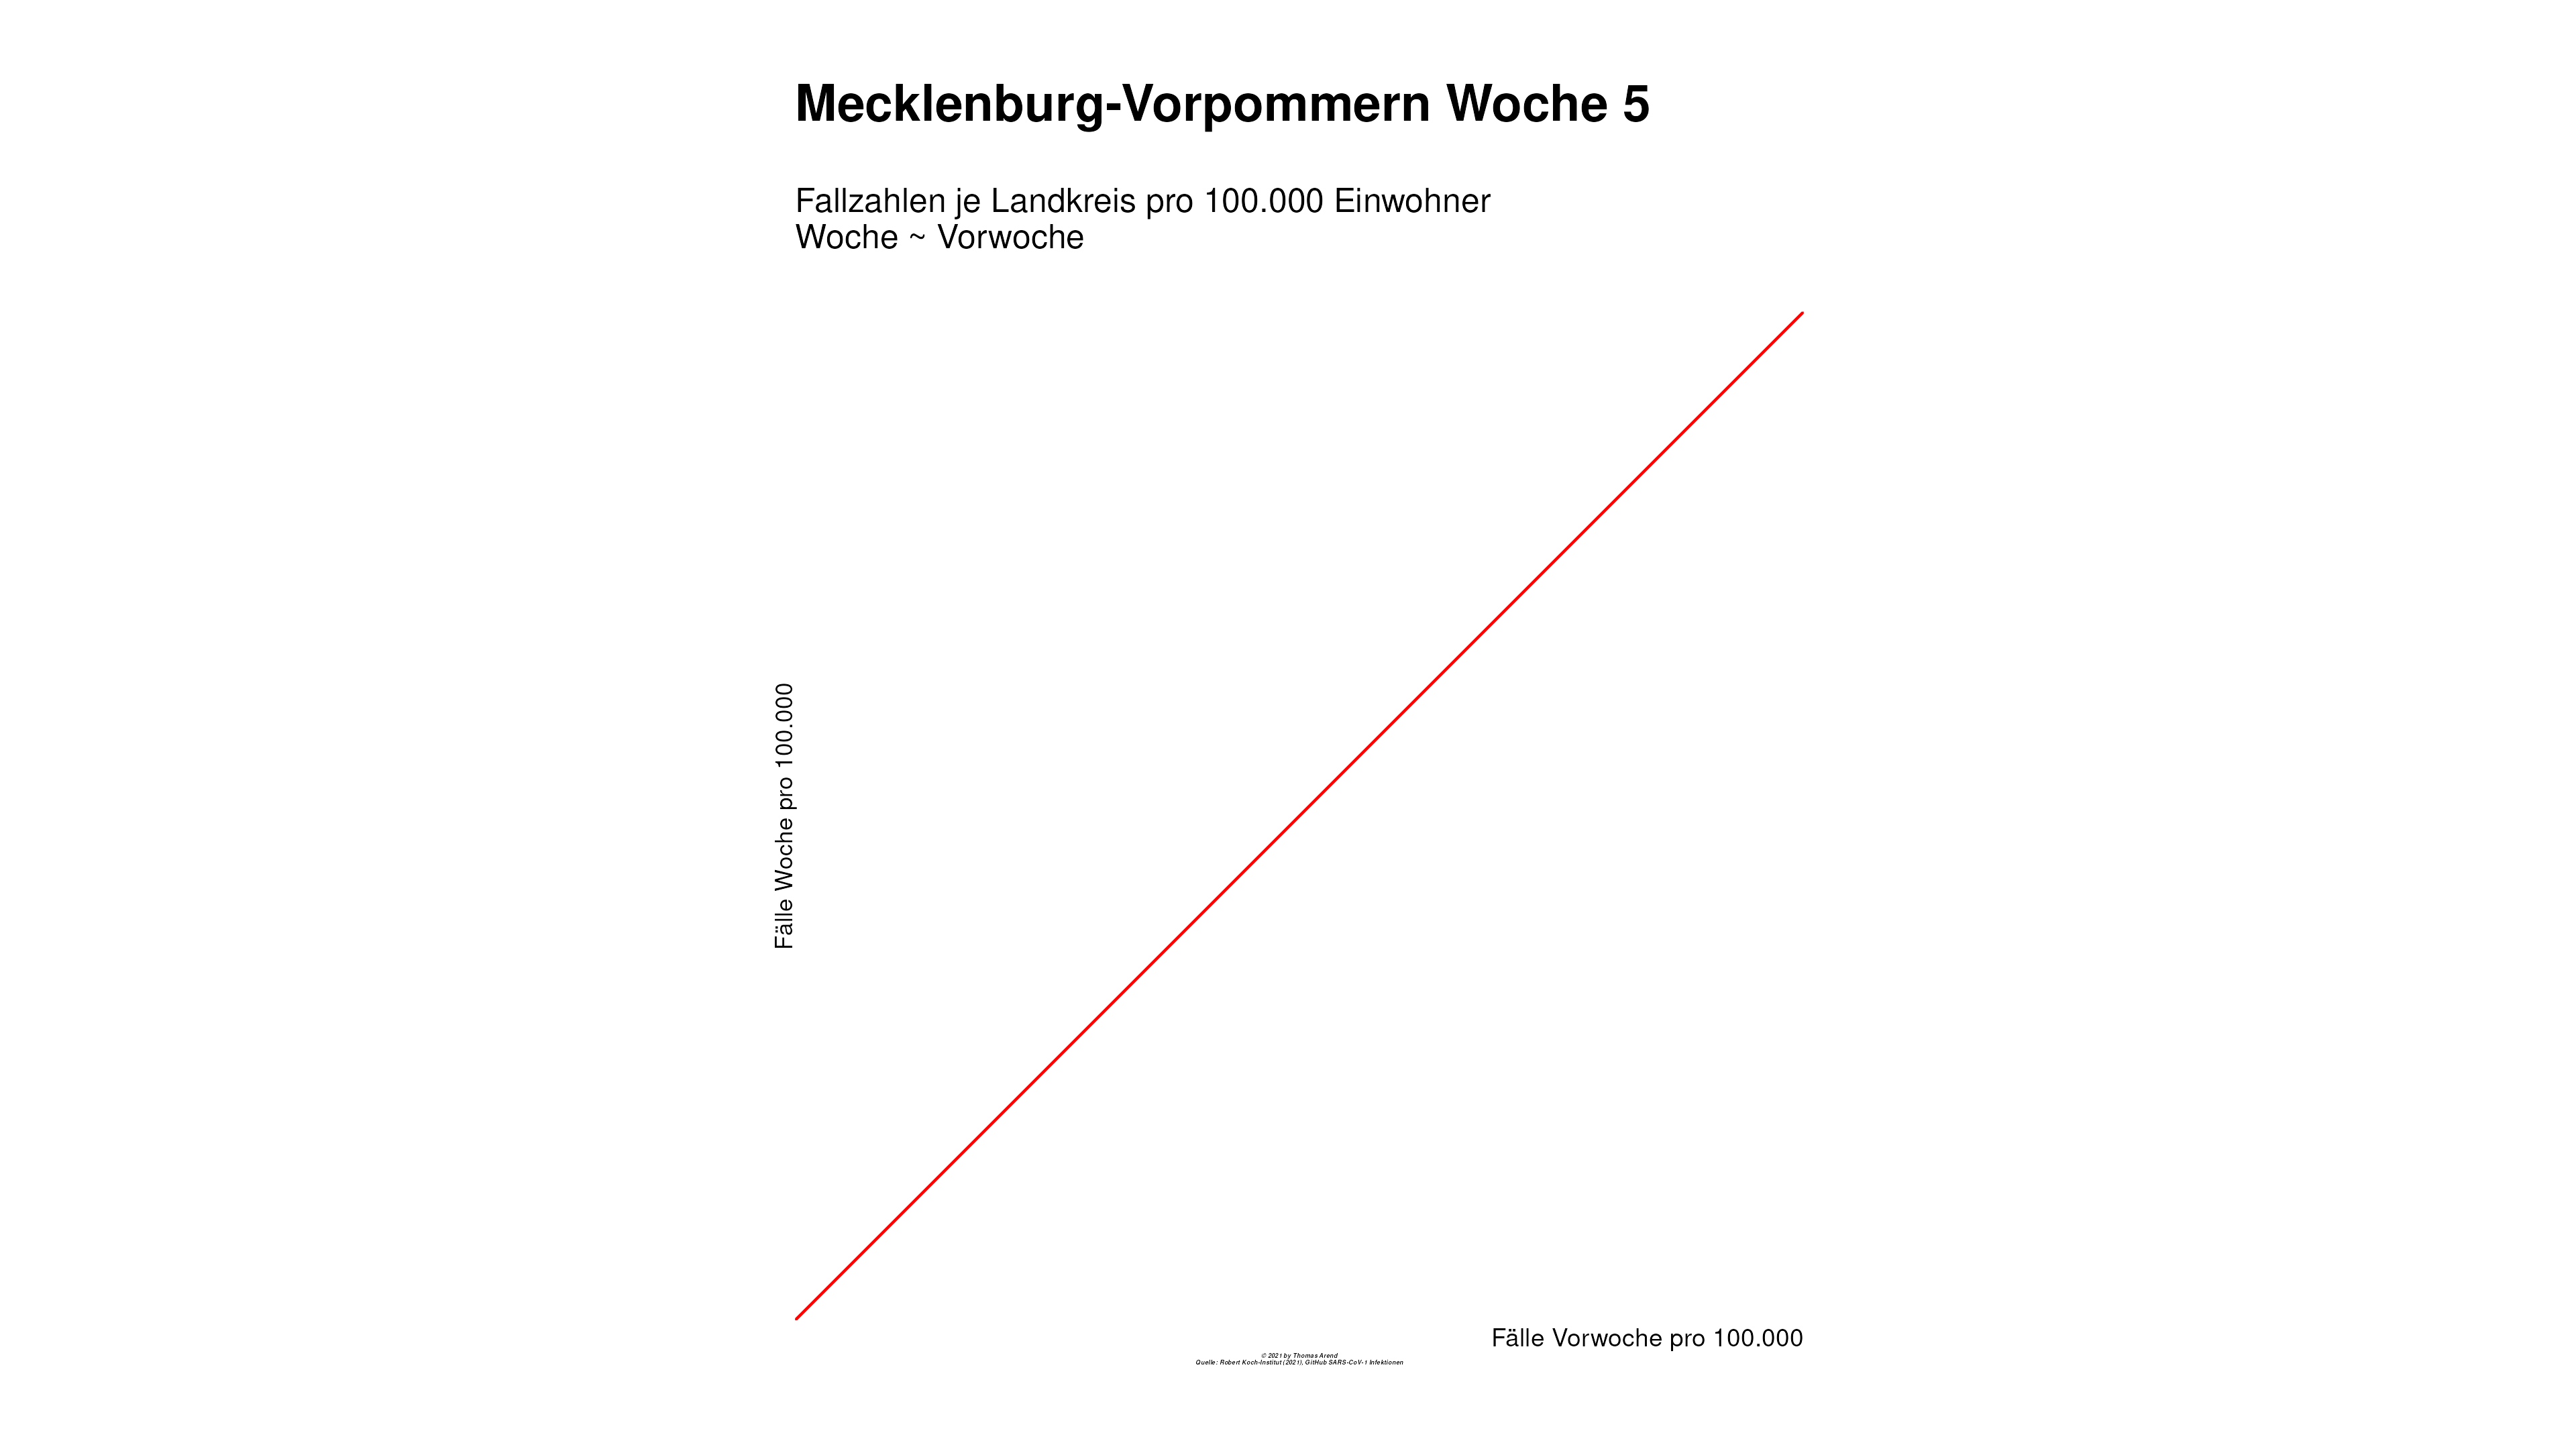 Mecklenburg-Vorpommern Woche 5
Fallzahlen je Landkreis pro 100.000 Einwohner
Woche ~ Vorwoche
Fälle Woche pro 100.000
Fälle Vorwoche pro 100.000
© 2021 by Thomas Arend
Quelle: Robert Koch-Institut (2021), GitHub SARS-CoV-1 Infektionen